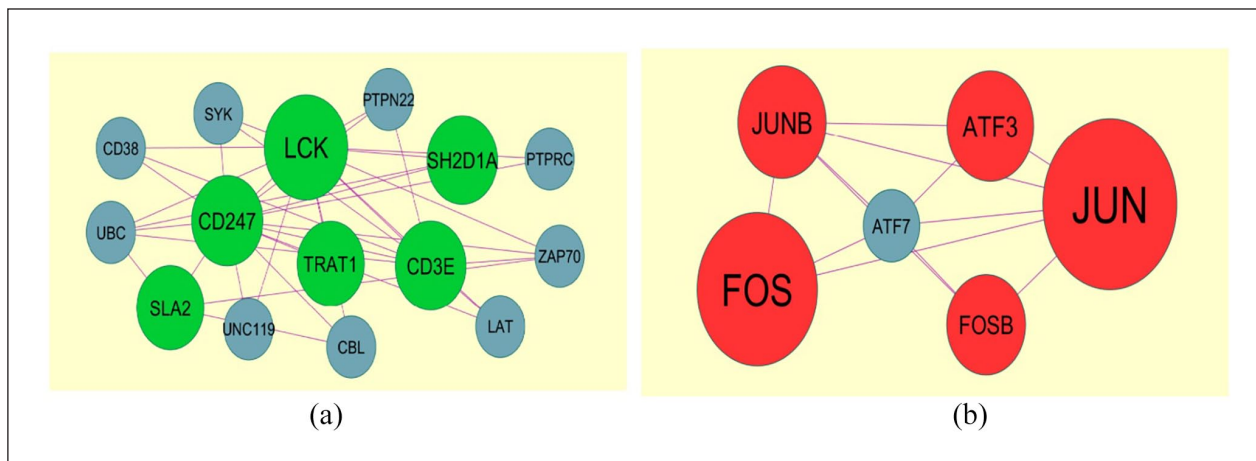 PTPN22
SYK
LCK
CD38
SH2D1A
PTPRC
CD247
UBC
TRAT1
CD3E
ZAP70
SLA2
UNC119
LAT
CBL
(a)
JUNB
ATF3
JUN
ATF7
FOS
FOSB
(b)